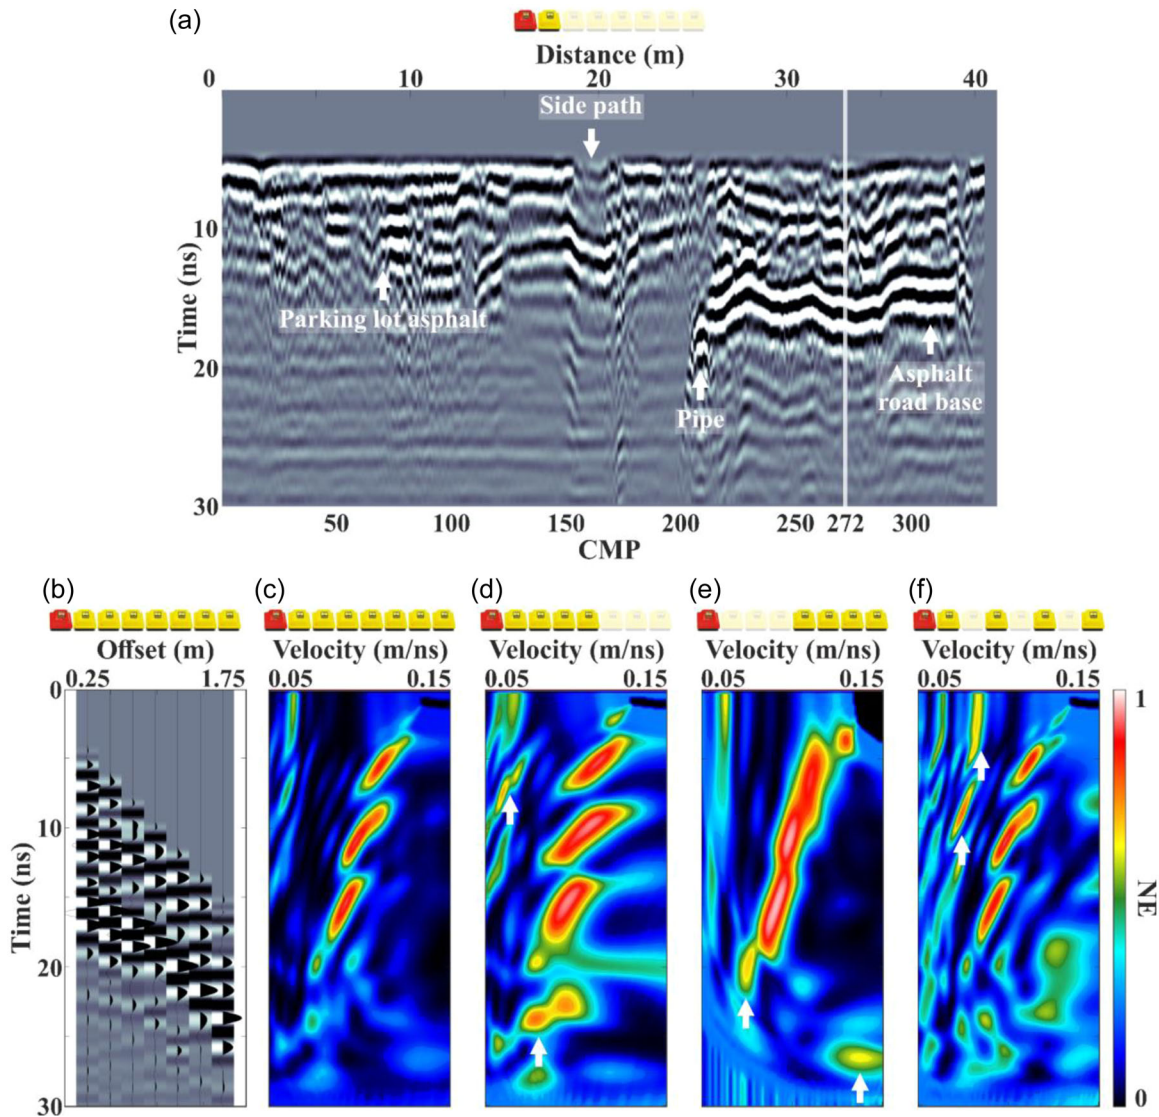 (a)
Distance (m)
0 10 20 30 40
Side path
10
Time (ns)
Parking lot asphalt
20
Asphalt
road base
Pipe
30
50 100 150 200 250 272 300
CMP
(b) (c) (d) (e) (f)
Offset (m) Velocity (m/ns) Velocity (m/ns) Velocity (m/ns) Velocity (m/ns)
0.25 1.75 0.05 0.15 0.05 0.15 0.05 0.15 0.05 0.15
0
1
10
Time (ns)
NE
20
30
0